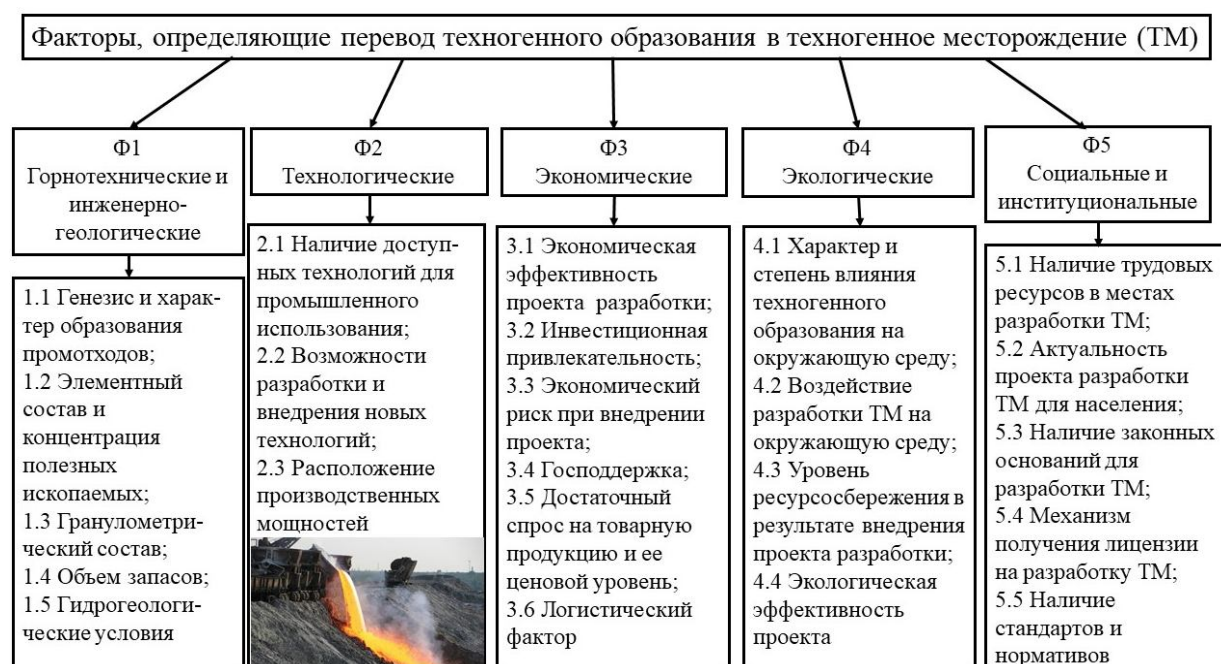 Факторы, определяющие перевод техногенного образования в техногенное месторождение (ТМ)
Ф1
Горнотехнические и
инженерно-
геологические
1.1 Генезис и харак-
тер образования
промотходов;
1.2 Элементный
состав и
концентрация
полезных
ископаемых;
1.3 Гранулометри-
ческий состав;
1.4 Объем запасов;
1.5 Гидрогеологи-
ческие условия
Ф2
Технологические
2.1 Наличие доступ-
ных технологий для
промышленного
использования;
2.2 Возможности
разработки и
внедрения новых
технологий;
2.3 Расположение
производственных
мощностей
Ф3
Экономические
3.1 Экономическая
эффективность
проекта разработки;
3.2 Инвестиционная
привлекательность;
3.3 Экономический
риск при внедрении
проекта;
3.4 Господдержка;
3.5 Достаточный
спрос на товарную
продукцию и ее
ценовой уровень;
3.6 Логистический
фактор
Ф4
Экологические
4.1 Характер и
степень влияния
техногенного
образования на
окружающую среду;
4.2 Воздействие
разработки ТМ на
окружающую среду;
4.3 Уровень
ресурсосбережения в
результате внедрения
проекта разработки;
4.4 Экологическая
эффективность
проекта
Ф5
Социальные и
институциональные
5.1 Наличие трудовых
ресурсов в местах
разработки ТМ;
5.2 Актуальность
проекта разработки
ТМ для населения;
5.3 Наличие законных
оснований для
разработки ТМ;
5.4 Механизм
получения лицензии
на разработку ТМ;
5.5 Наличие
стандартов и
нормативов